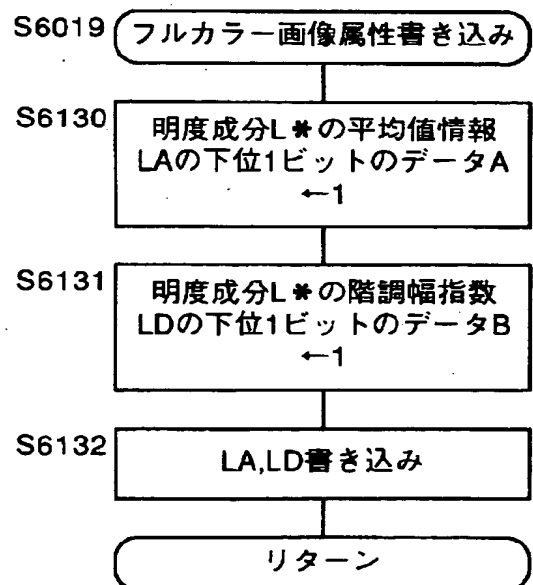 S6019 フルカラー画像属性書き込み
S6130 明度成分L*の平均値情報
LAの下位1ビットのデータA
←1
S6131 明度成分L*の階調幅指数
LDの下位1ビットのデータB
←1
S6132 LA,LD書き込み
リターン